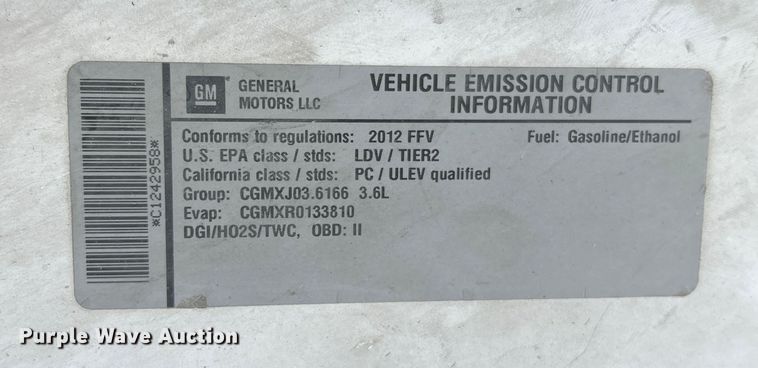 GM
GENERAL
MOTORS LLC
VEHICLE EMISSION CONTROL
INFORMATION
Conforms to regulations: 2012 FFV Fuel: Gasoline/Ethanol
U.S. EPA class / stds: LDV / TIER2
California class / stds: PC / ULEV qualified
Group: CGMXJ03.6166 3.6L
Evap: CGMXR0133810
DGI/HO2S/TWC, OBD: II
*C1242958*
Purple Wave Auction